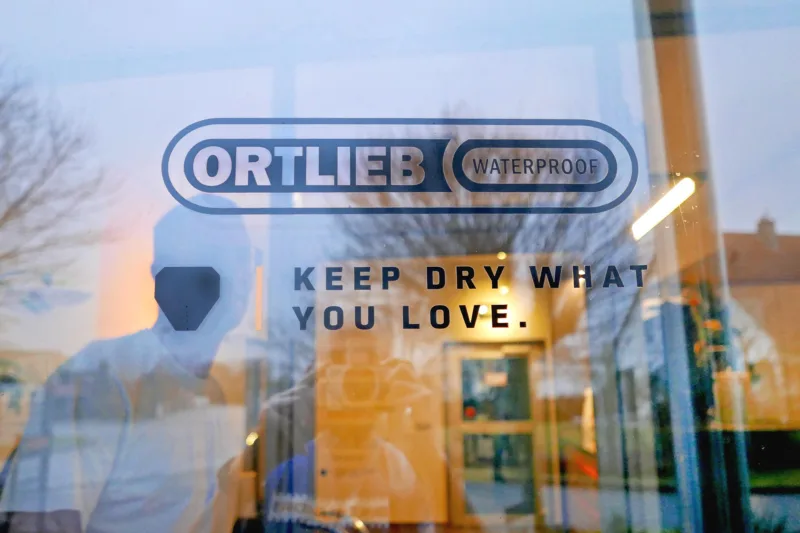 ORTLIEB WATERPROOF
KEEP DRY WHAT
YOU LOVE.